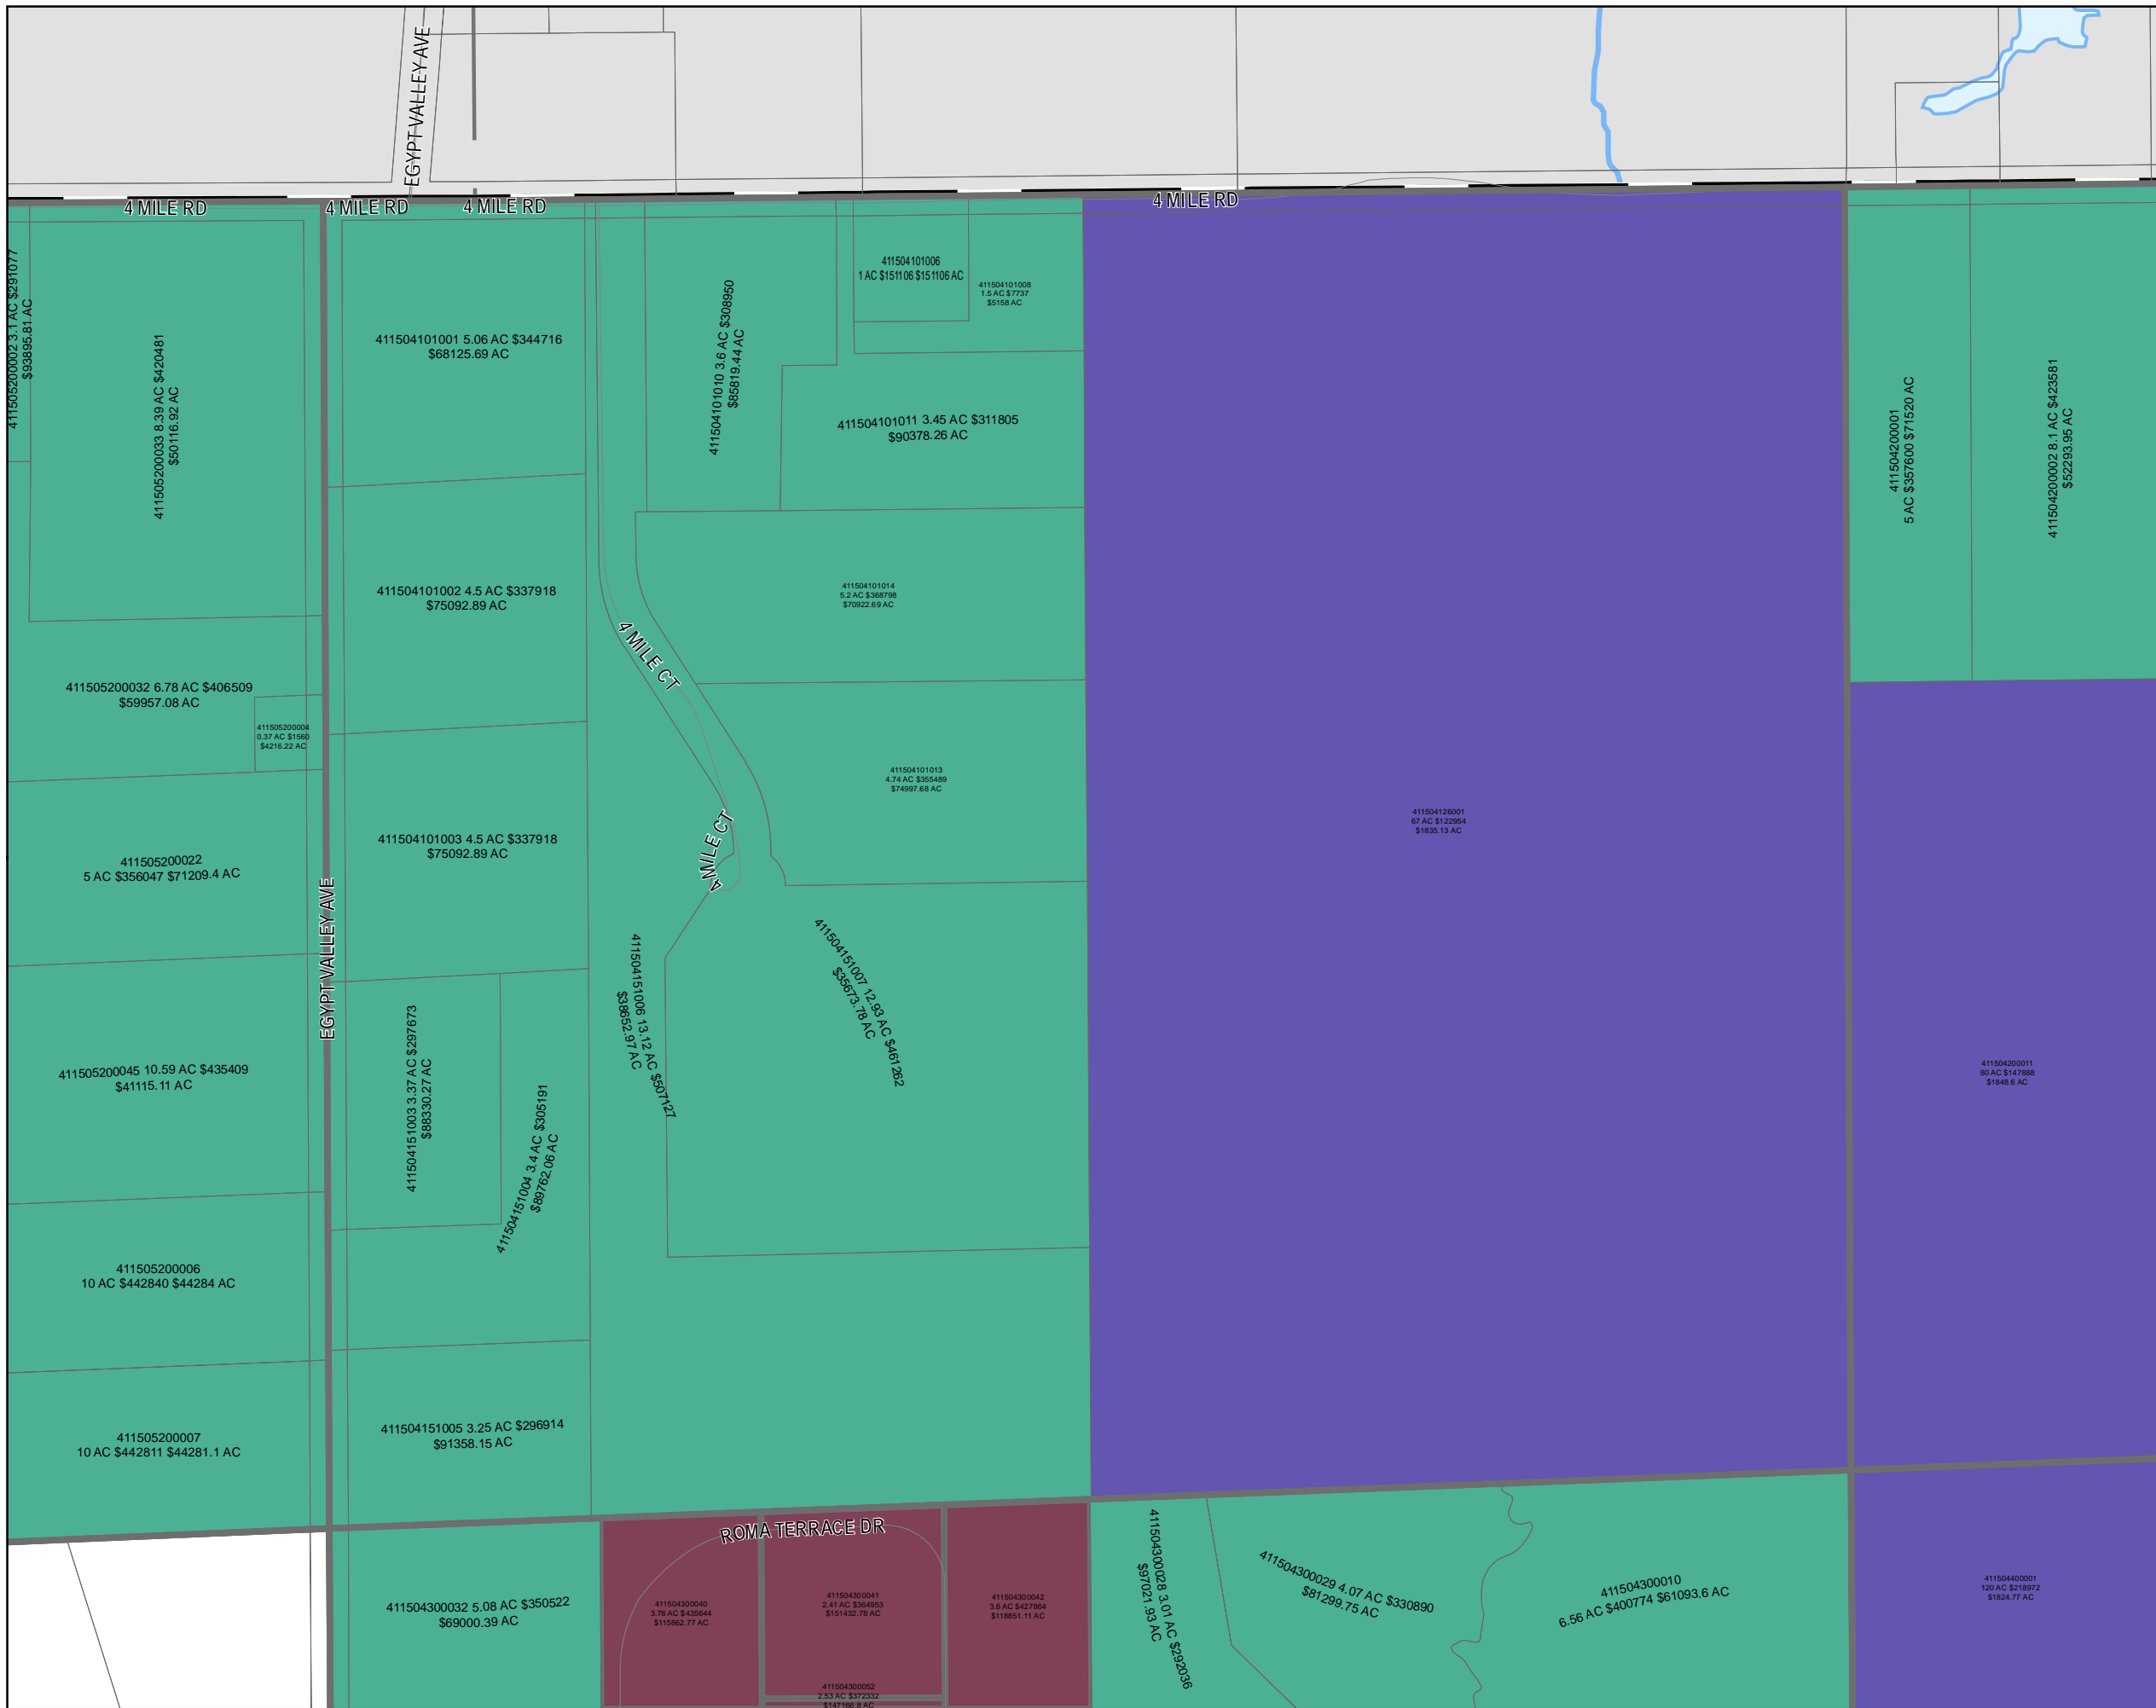 EGYPT VALLEY AVE
4 MILE RD
4 MILE RD
4 MILE RD
4 MILE RD
411505200002 3.1 AC $291077
$93895.81 AC
411505200033 8.39 AC $420481
$50116.92 AC
411504101001 5.06 AC $344716
$68125.69 AC
411504101010 3.6 AC $308950
$85819.44 AC
411504101006
1 AC $151106 $151106 AC
411504101008
1.5 AC $7737
$5158 AC
411504101011 3.45 AC $311805
$90378.26 AC
411504200001
5 AC $357600 $71520 AC
411504200002 8.1 AC $423581
$52293.95 AC
411504101002 4.5 AC $337918
$75092.89 AC
411504101014
5.2 AC $368798
$70922.69 AC
4 MILE CT
411505200032 6.78 AC $406509
$59957.08 AC
411505200004
0.37 AC $1560
$4216.22 AC
411504101013
4.74 AC $355489
$74997.68 AC
411504126001
67 AC $122954
$1835.13 AC
411504101003 4.5 AC $337918
$75092.89 AC
4 MILE CT
411505200022
5 AC $356047 $71209.4 AC
EGYPT VALLEY AVE
411504151006 13.12 AC $507127
$38652.97 AC
411504151007 12.93 AC $461262
$35673.78 AC
411505200045 10.59 AC $435409
$41115.11 AC
411504151003 3.37 AC $297673
$88330.27 AC
411504151004 3.4 AC $305191
$89762.06 AC
411504200011
80 AC $147888
$1848.6 AC
411505200006
10 AC $442840 $44284 AC
411505200007
10 AC $442811 $44281.1 AC
411504151005 3.25 AC $296914
$91358.15 AC
ROMA TERRACE DR
411504300032 5.08 AC $350522
$69000.39 AC
411504300040
3.76 AC $435644
$115862.77 AC
411504300041
2.41 AC $364953
$151432.78 AC
411504300042
3.6 AC $427864
$118851.11 AC
411504300028 3.01 AC $292036
$97021.93 AC
411504300029 4.07 AC $330890
$81299.75 AC
411504300010
6.56 AC $400774 $61093.6 AC
411504400001
120 AC $218972
$1824.77 AC
411504300052
2.53 AC $372332
$147166.8 AC